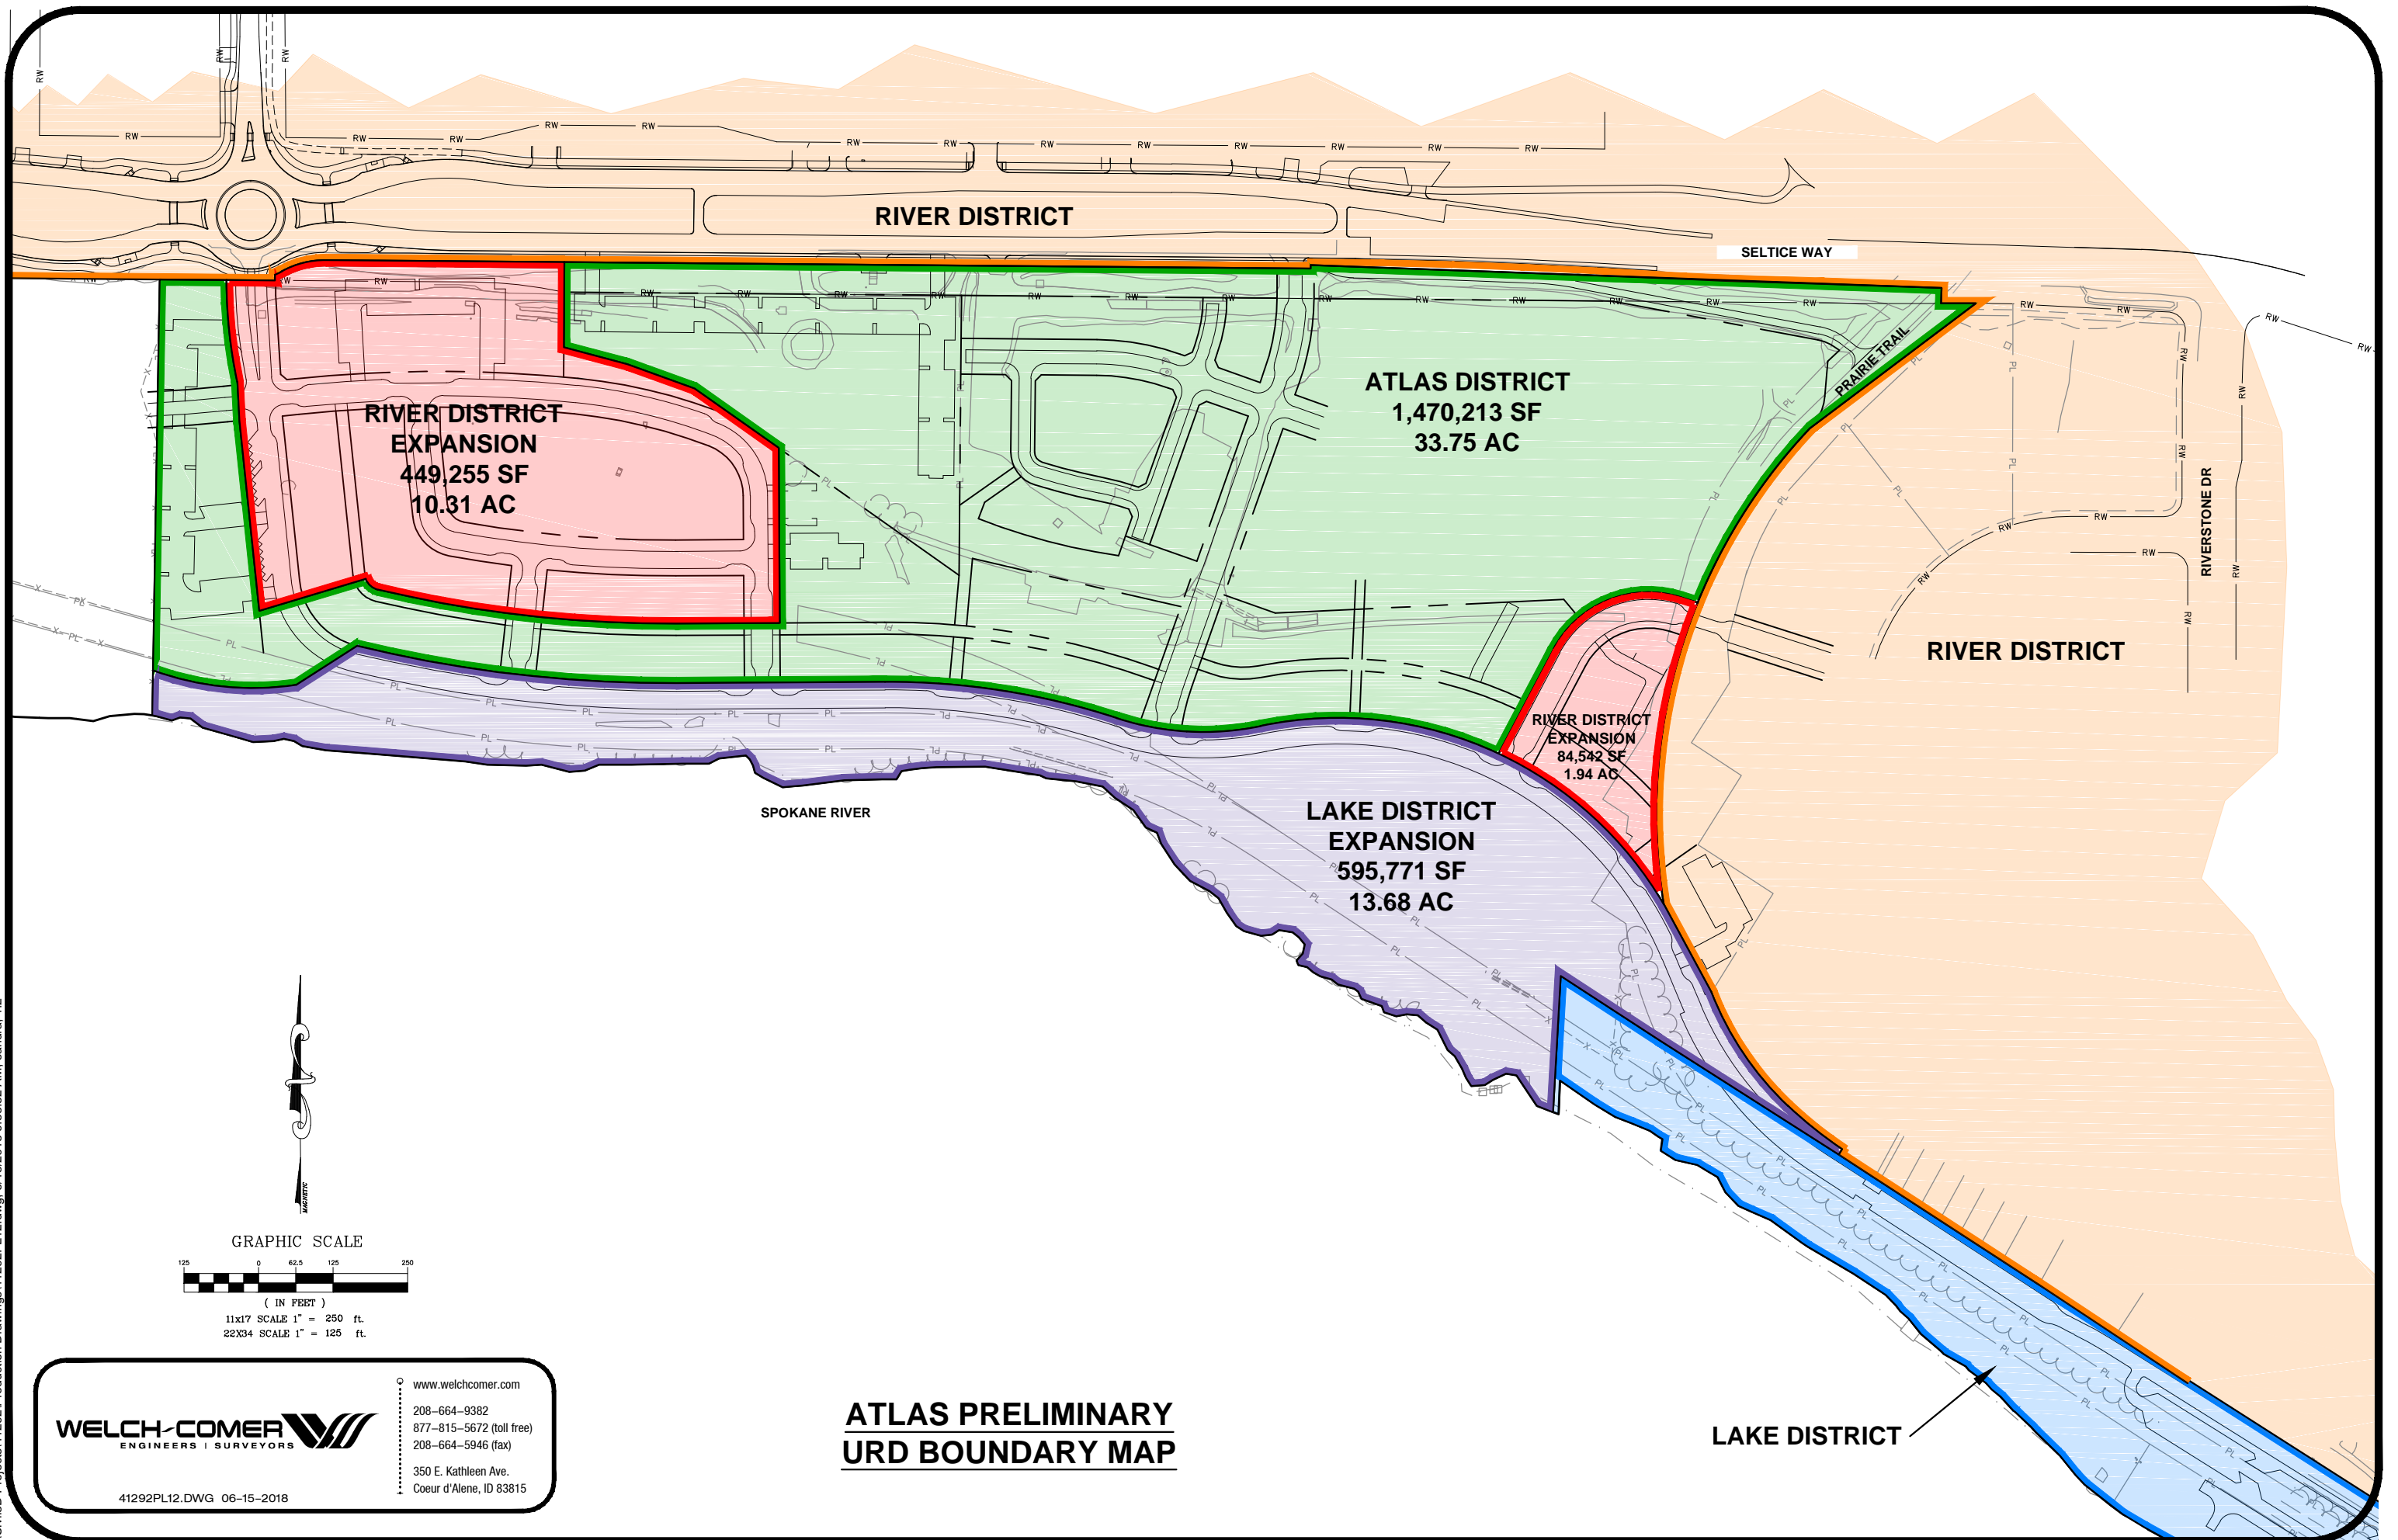 RIVER DISTRICT
SELTICE WAY
PRAIRIE TRAIL
ATLAS DISTRICT
1,470,213 SF
33.75 AC
RIVER DISTRICT
EXPANSION
449,255 SF
10.31 AC
RIVERSTONE DR
RIVER DISTRICT
RIVER DISTRICT
EXPANSION
84,542 SF
1.94 AC
SPOKANE RIVER
LAKE DISTRICT
EXPANSION
595,771 SF
13.68 AC
MAGNETIC
GRAPHIC SCALE
125 0 62.5 125 250
( IN FEET )
11x17 SCALE 1" = 250 ft.
22X34 SCALE 1" = 125 ft.
WELCH-COMER
ENGINEERS | SURVEYORS
www.welchcomer.com
208-664-9382
877-815-5672 (toll free)
208-664-5946 (fax)
350 E. Kathleen Ave.
Coeur d'Alene, ID 83815
41292PL12.DWG 06-15-2018
ATLAS PRELIMINARY
URD BOUNDARY MAP
LAKE DISTRICT